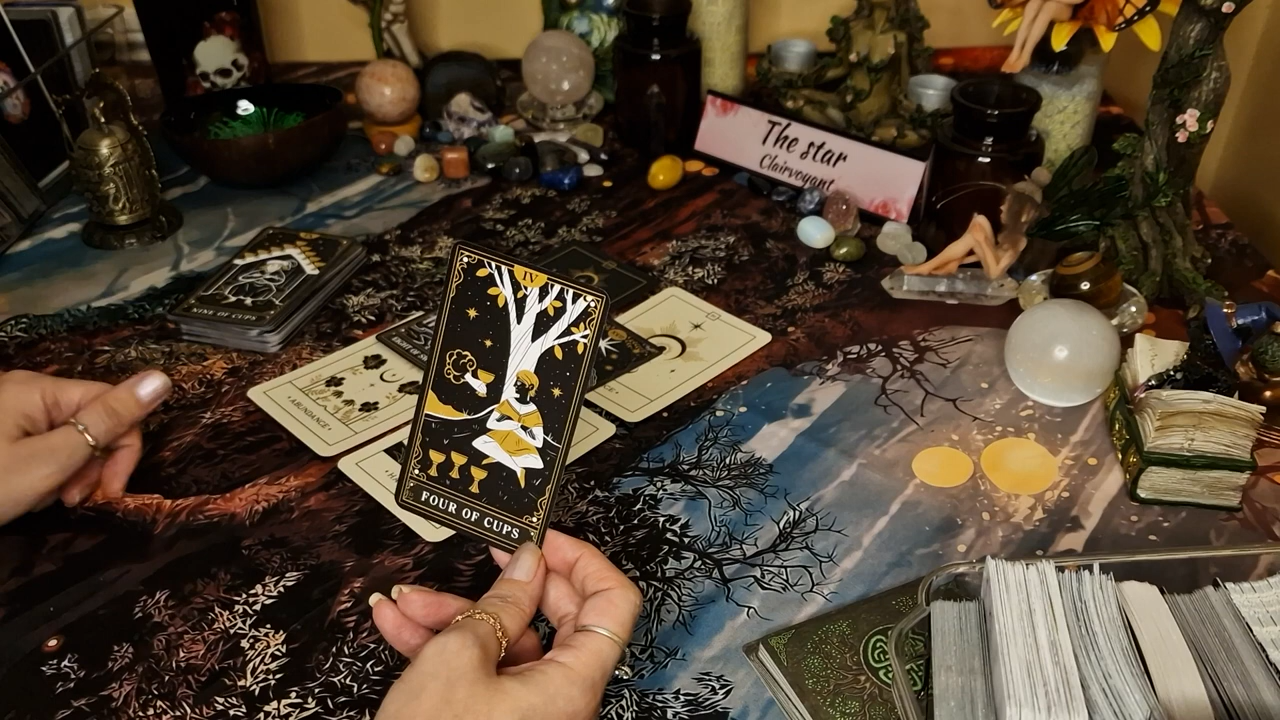 The star
Clairvoyant
NINE OF CUPS
IV
·ABUNDANCE·
FOUR OF CUPS